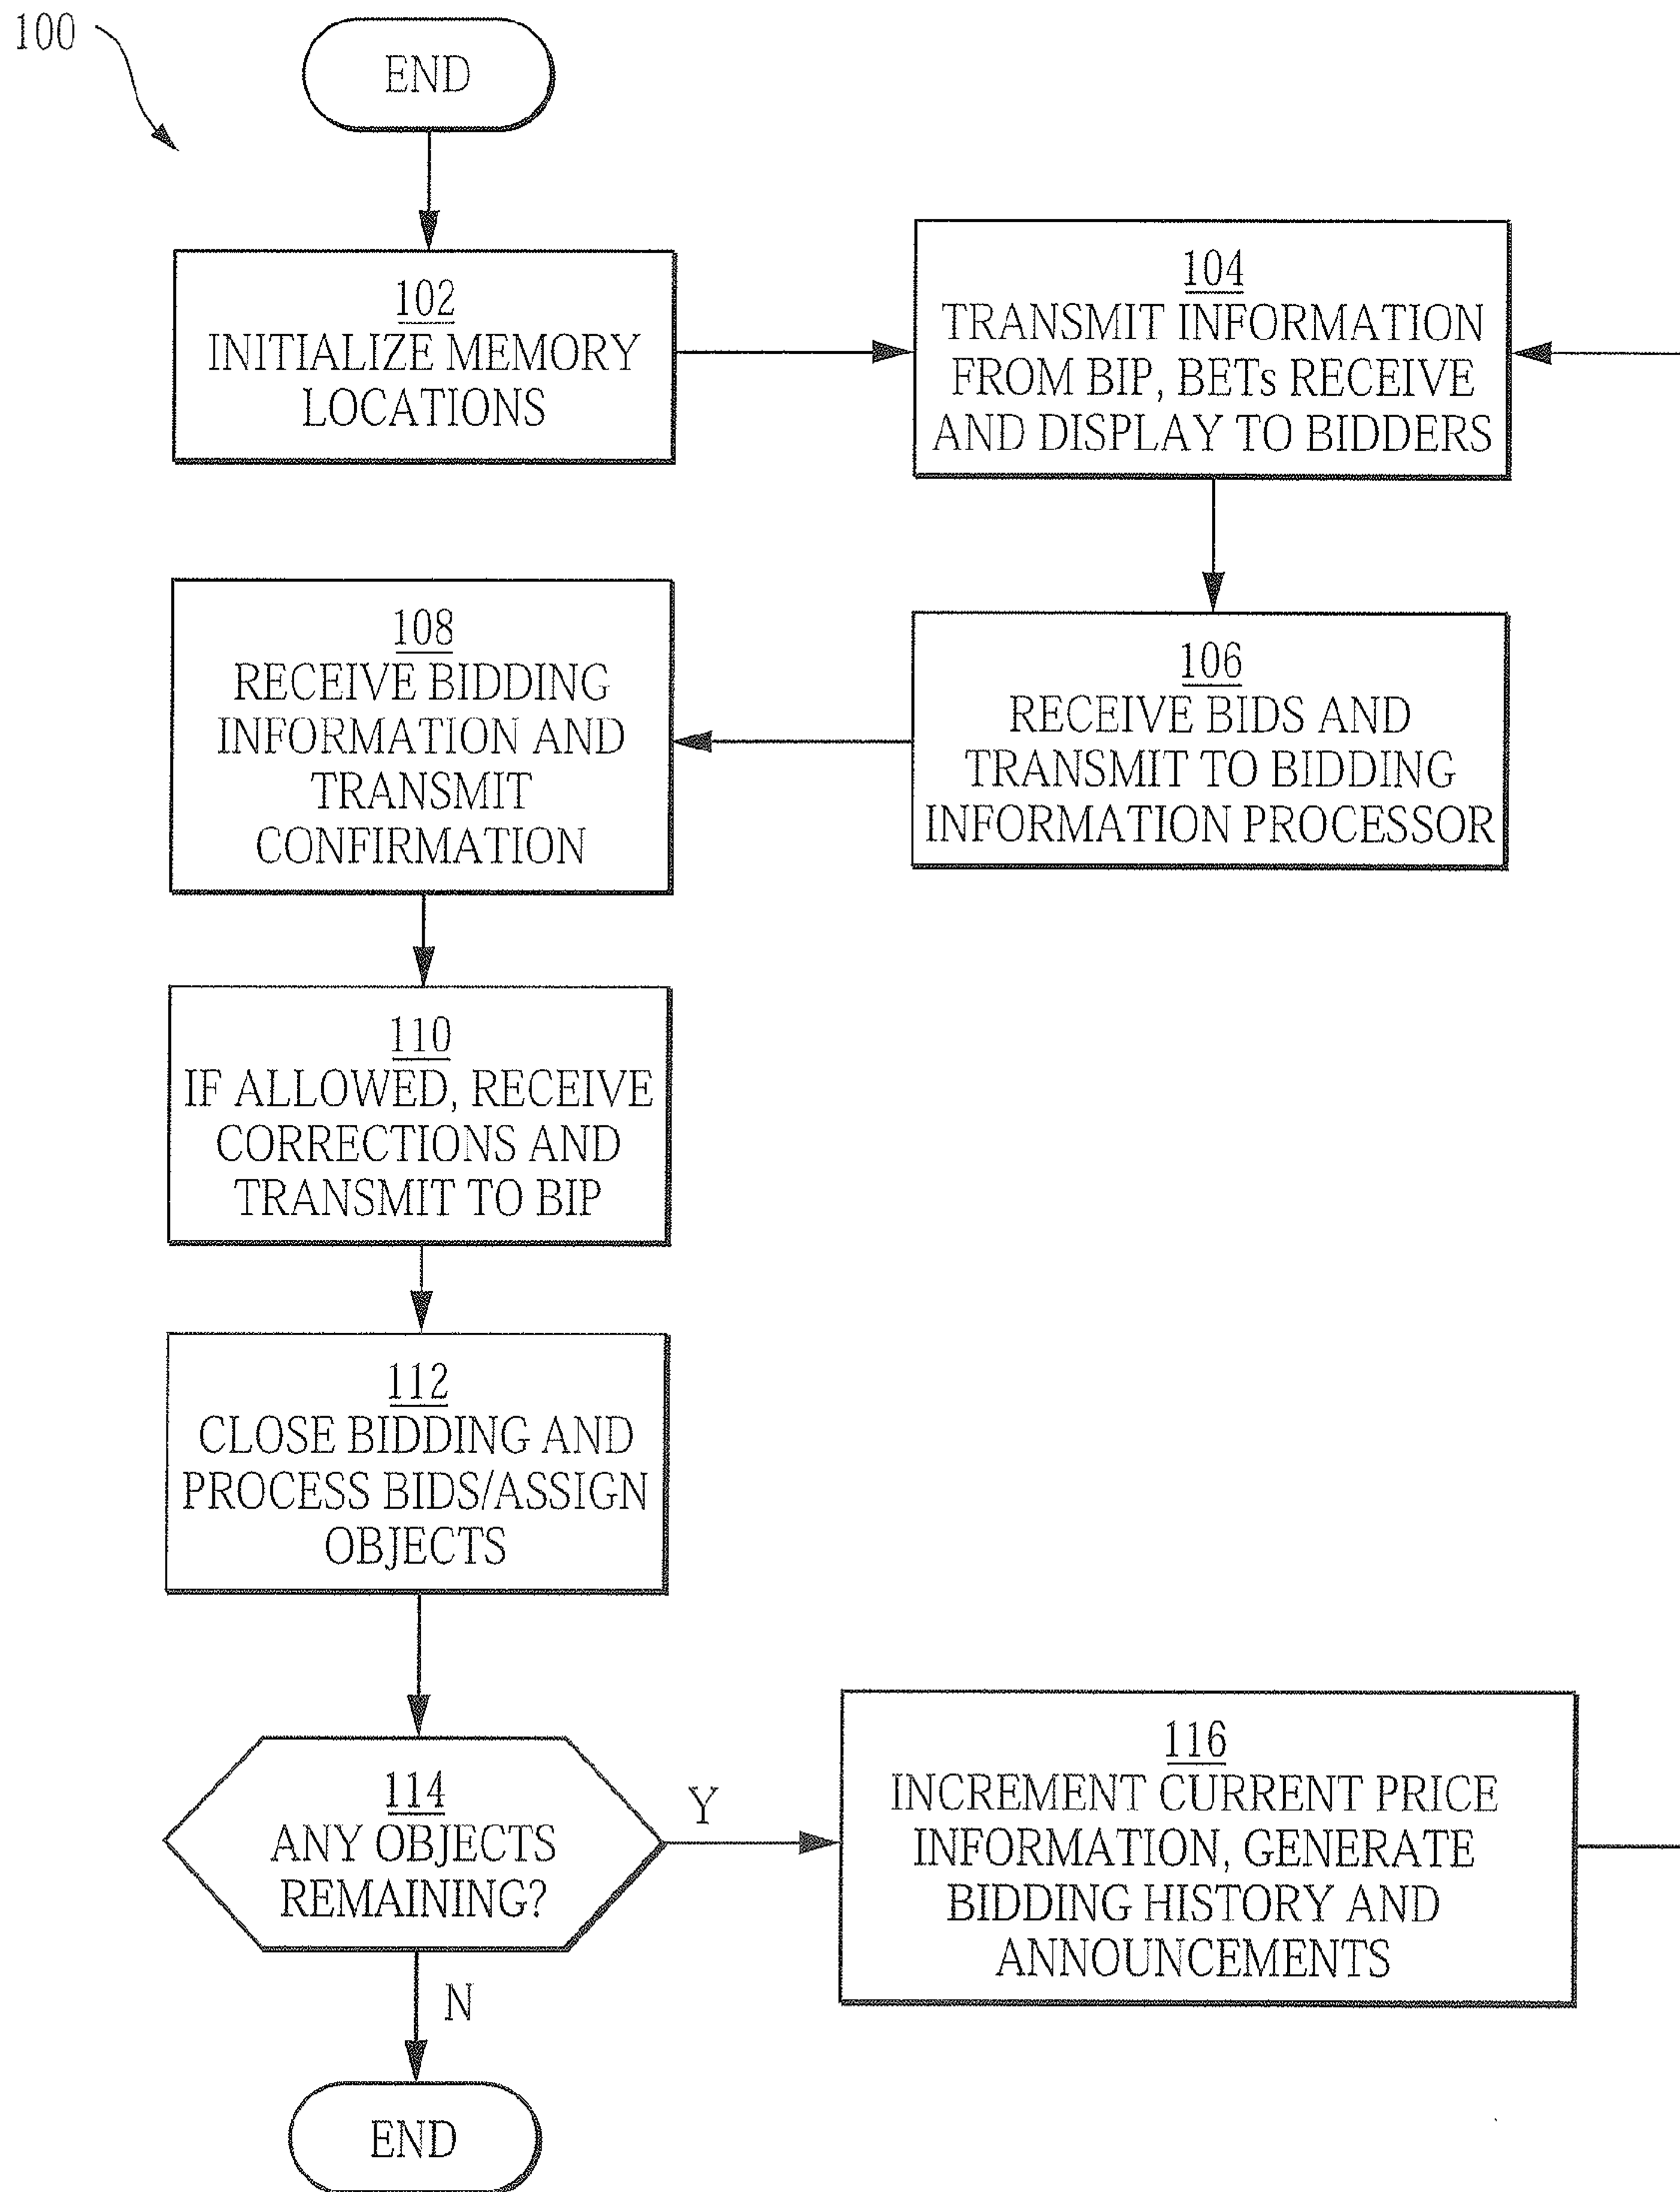 100
END
102
INITIALIZE MEMORY
LOCATIONS
104
TRANSMIT INFORMATION
FROM BIP, BETs RECEIVE
AND DISPLAY TO BIDDERS
106
RECEIVE BIDS AND
TRANSMIT TO BIDDING
INFORMATION PROCESSOR
108
RECEIVE BIDDING
INFORMATION AND
TRANSMIT
CONFIRMATION
110
IF ALLOWED, RECEIVE
CORRECTIONS AND
TRANSMIT TO BIP
112
CLOSE BIDDING AND
PROCESS BIDS/ASSIGN
OBJECTS
114
ANY OBJECTS
REMAINING?
Y
116
INCREMENT CURRENT PRICE
INFORMATION, GENERATE
BIDDING HISTORY AND
ANNOUNCEMENTS
N
END